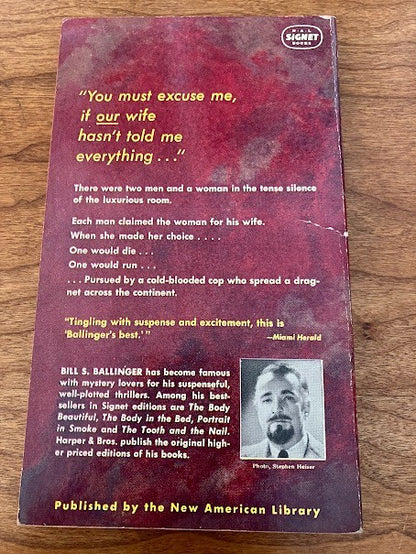 N·A·L
SIGNET
BOOKS
"You must excuse me,
if our wife
hasn't told me
everything . . ."
There were two men and a woman in the tense silence
of the luxurious room.
Each man claimed the woman for his wife.
When she made her choice . . . .
One would die . . .
One would run . . .
. . . Pursued by a cold-blooded cop who spread a drag-
net across the continent.
"Tingling with suspense and excitement, this is
'Ballinger's best.' "
—Miami Herald
BILL S. BALLINGER has become famous
with mystery lovers for his suspenseful,
well-plotted thrillers. Among his best-
sellers in Signet editions are The Body
Beautiful, The Body in the Bed, Portrait
in Smoke and The Tooth and the Nail.
Harper & Bros. publish the original high-
er priced editions of his books.
Photo, Stephen Heiser
Published by the New American Library